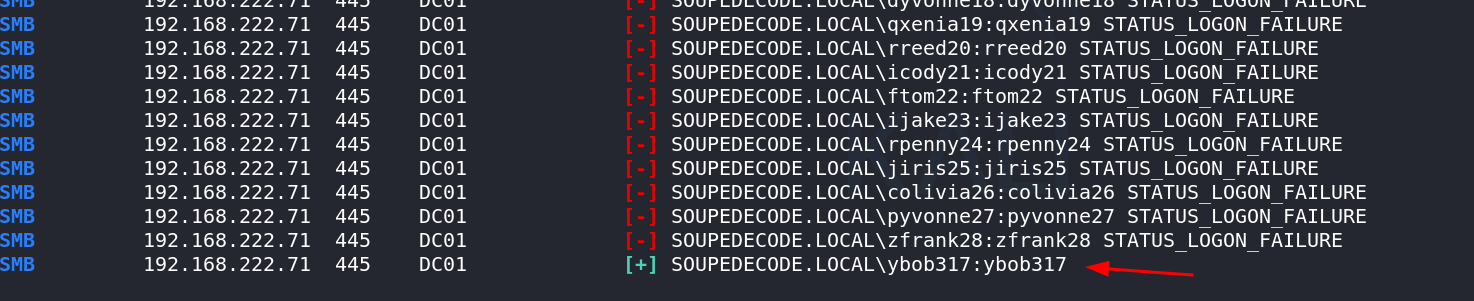 SMB 192.168.222.71 445 DC01 [-] SOUPEDECODE.LOCAL\dyvonne18:dyvonne18 STATUS_LOGON_FAILURE
SMB 192.168.222.71 445 DC01 [-] SOUPEDECODE.LOCAL\qxenia19:qxenia19 STATUS_LOGON_FAILURE
SMB 192.168.222.71 445 DC01 [-] SOUPEDECODE.LOCAL\rreed20:rreed20 STATUS_LOGON_FAILURE
SMB 192.168.222.71 445 DC01 [-] SOUPEDECODE.LOCAL\icody21:icody21 STATUS_LOGON_FAILURE
SMB 192.168.222.71 445 DC01 [-] SOUPEDECODE.LOCAL\ftom22:ftom22 STATUS_LOGON_FAILURE
SMB 192.168.222.71 445 DC01 [-] SOUPEDECODE.LOCAL\ijake23:ijake23 STATUS_LOGON_FAILURE
SMB 192.168.222.71 445 DC01 [-] SOUPEDECODE.LOCAL\rpenny24:rpenny24 STATUS_LOGON_FAILURE
SMB 192.168.222.71 445 DC01 [-] SOUPEDECODE.LOCAL\jiris25:jiris25 STATUS_LOGON_FAILURE
SMB 192.168.222.71 445 DC01 [-] SOUPEDECODE.LOCAL\colivia26:colivia26 STATUS_LOGON_FAILURE
SMB 192.168.222.71 445 DC01 [-] SOUPEDECODE.LOCAL\pyvonne27:pyvonne27 STATUS_LOGON_FAILURE
SMB 192.168.222.71 445 DC01 [-] SOUPEDECODE.LOCAL\zfrank28:zfrank28 STATUS_LOGON_FAILURE
SMB 192.168.222.71 445 DC01 [+] SOUPEDECODE.LOCAL\ybob317:ybob317